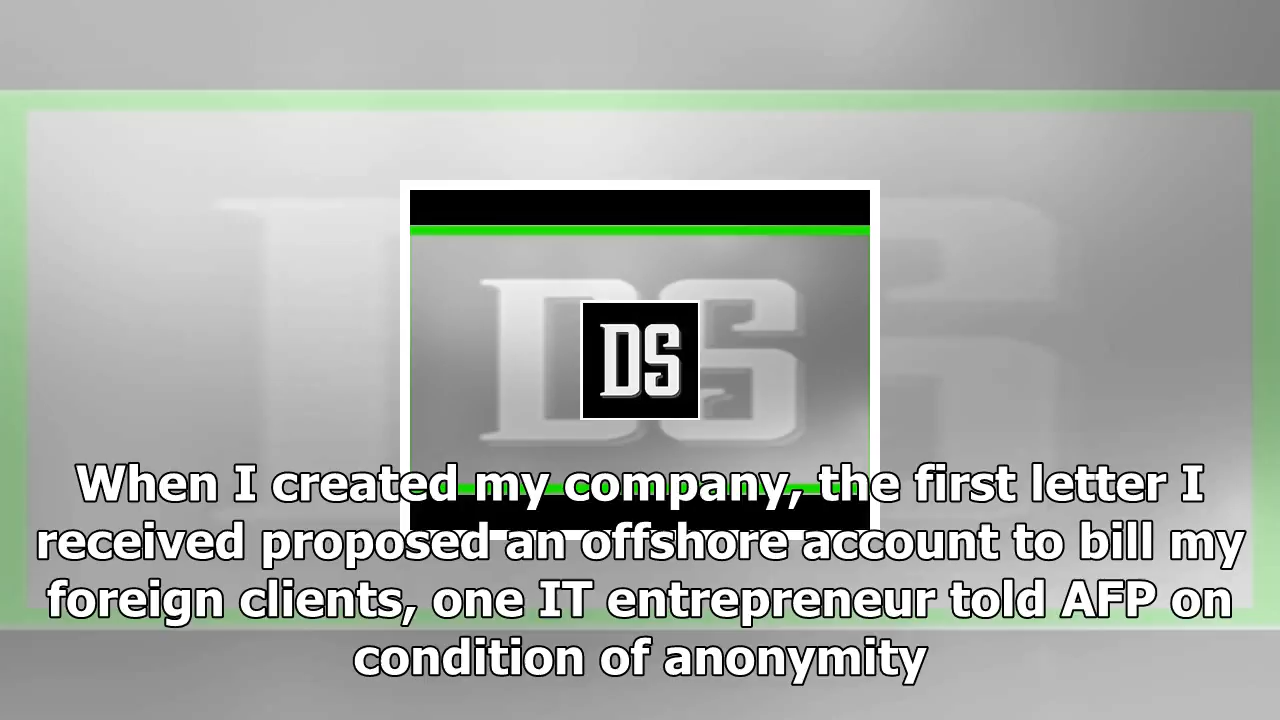 DS
DS
When I created my company, the first letter I
received proposed an offshore account to bill my
foreign clients, one IT entrepreneur told AFP on
condition of anonymity